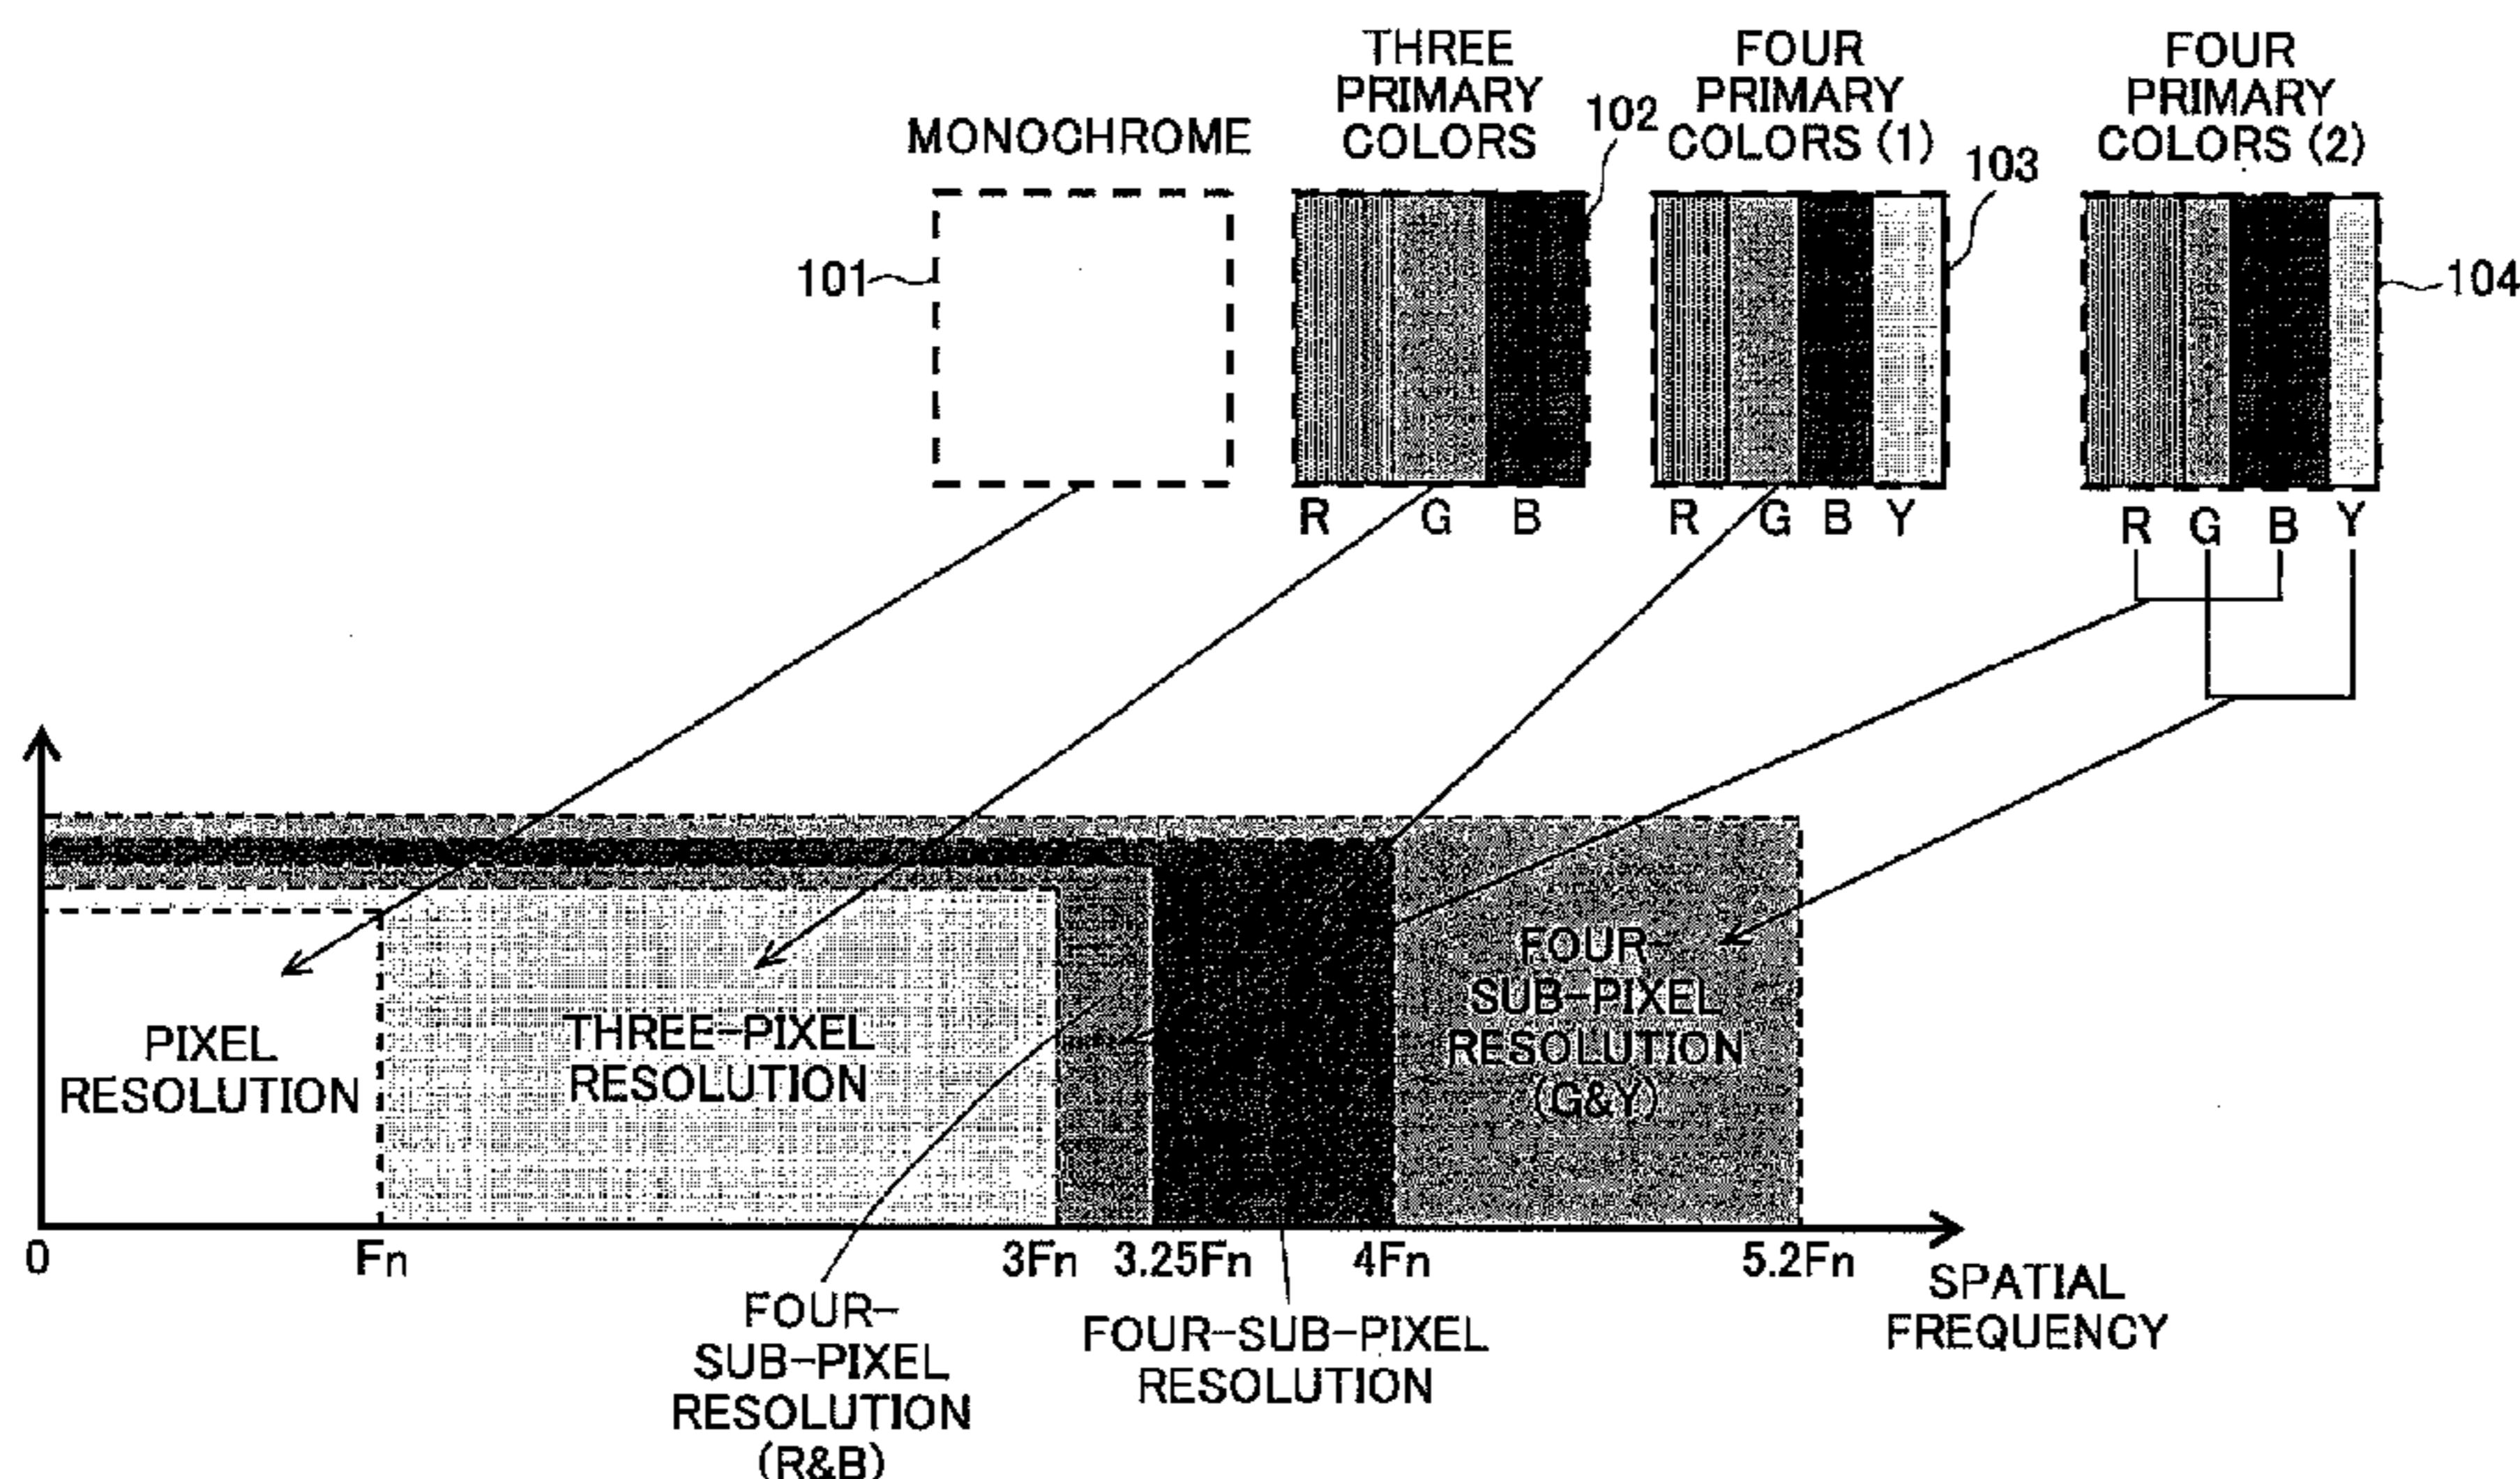 MONOCHROME
THREE
PRIMARY
COLORS
102
FOUR
PRIMARY
COLORS (1)
103
FOUR
PRIMARY
COLORS (2)
101
104
R G B
R G B Y
R G B Y
PIXEL
RESOLUTION
THREE-PIXEL
RESOLUTION
FOUR-
SUB-PIXEL
RESOLUTION
(G&Y)
0 Fn 3Fn 3.25Fn 4Fn 5.2Fn
SPATIAL
FREQUENCY
FOUR-
SUB-PIXEL
RESOLUTION
(R&B)
FOUR-SUB-PIXEL
RESOLUTION